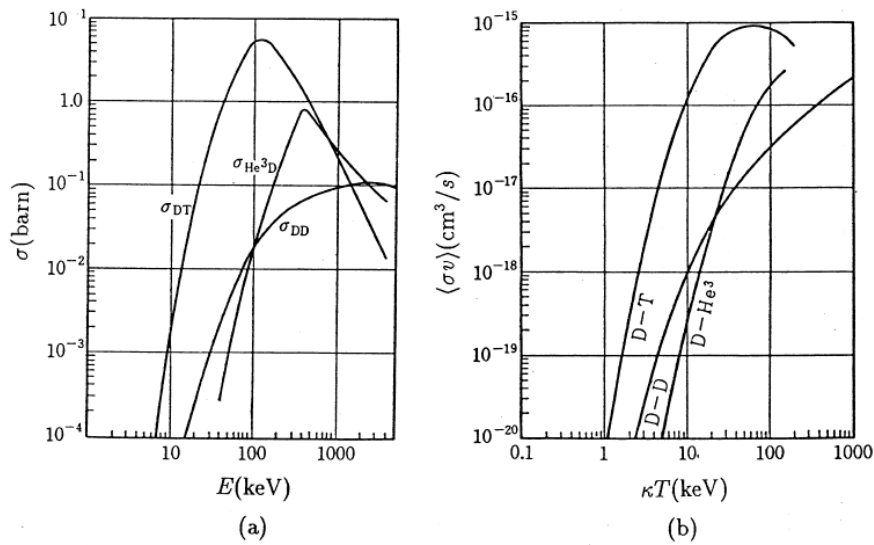 10⁻¹
1.0
10⁻¹
10⁻²
10⁻³
10⁻⁴
σ(barn)
σDT
σHe³D
σDD
10
100
1000
E(keV)
(a)
10⁻¹⁵
10⁻¹⁶
10⁻¹⁷
10⁻¹⁸
10⁻¹⁹
10⁻²⁰
⟨σv⟩(cm³/s)
D−T
D−D
D−He³
0.1
1
10
100
1000
κT(keV)
(b)